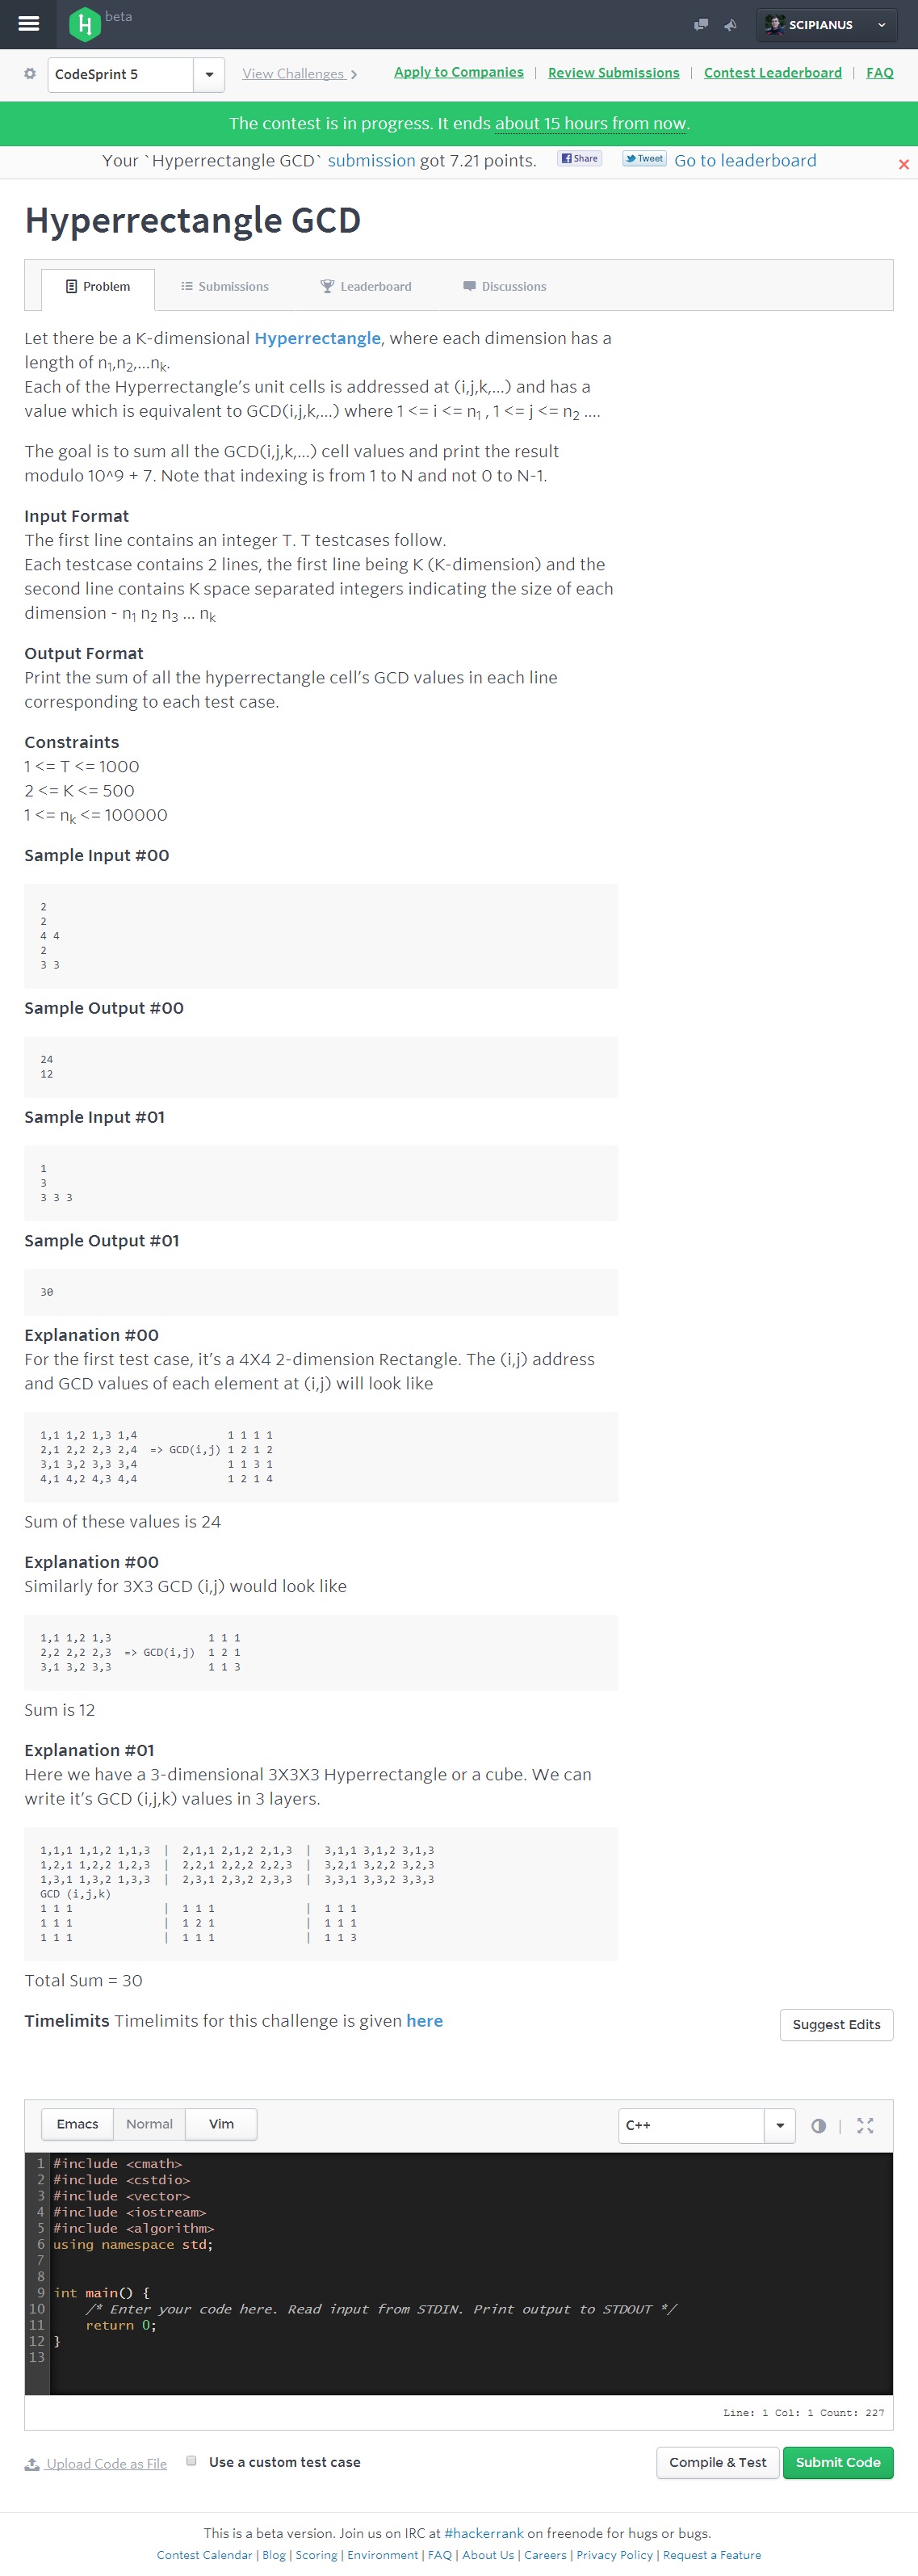 beta
SCIPIANUS
CodeSprint 5
View Challenges
Apply to Companies | Review Submissions | Contest Leaderboard | FAQ
The contest is in progress. It ends about 15 hours from now.
Your `Hyperrectangle GCD` submission got 7.21 points. Share Tweet Go to leaderboard
Hyperrectangle GCD
Problem Submissions Leaderboard Discussions
Let there be a K-dimensional Hyperrectangle, where each dimension has a
length of n1,n2,...nk.
Each of the Hyperrectangle's unit cells is addressed at (i,j,k,...) and has a
value which is equivalent to GCD(i,j,k,...) where 1 <= i <= n1 , 1 <= j <= n2 ....
The goal is to sum all the GCD(i,j,k,...) cell values and print the result
modulo 10^9 + 7. Note that indexing is from 1 to N and not 0 to N-1.
Input Format
The first line contains an integer T. T testcases follow.
Each testcase contains 2 lines, the first line being K (K-dimension) and the
second line contains K space separated integers indicating the size of each
dimension - n1 n2 n3 ... nk
Output Format
Print the sum of all the hyperrectangle cell's GCD values in each line
corresponding to each test case.
Constraints
1 <= T <= 1000
2 <= K <= 500
1 <= nk <= 100000
Sample Input #00
2
2
4 4
2
3 3
Sample Output #00
24
12
Sample Input #01
1
3
3 3 3
Sample Output #01
30
Explanation #00
For the first test case, it's a 4X4 2-dimension Rectangle. The (i,j) address
and GCD values of each element at (i,j) will look like
1,1 1,2 1,3 1,4 1 1 1 1
2,1 2,2 2,3 2,4 => GCD(i,j) 1 2 1 2
3,1 3,2 3,3 3,4 1 1 3 1
4,1 4,2 4,3 4,4 1 2 1 4
Sum of these values is 24
Explanation #00
Similarly for 3X3 GCD (i,j) would look like
1,1 1,2 1,3 1 1 1
2,2 2,2 2,3 => GCD(i,j) 1 2 1
3,1 3,2 3,3 1 1 3
Sum is 12
Explanation #01
Here we have a 3-dimensional 3X3X3 Hyperrectangle or a cube. We can
write it's GCD (i,j,k) values in 3 layers.
1,1,1 1,1,2 1,1,3 | 2,1,1 2,1,2 2,1,3 | 3,1,1 3,1,2 3,1,3
1,2,1 1,2,2 1,2,3 | 2,2,1 2,2,2 2,2,3 | 3,2,1 3,2,2 3,2,3
1,3,1 1,3,2 1,3,3 | 2,3,1 2,3,2 2,3,3 | 3,3,1 3,3,2 3,3,3
GCD (i,j,k)
1 1 1 | 1 1 1 | 1 1 1
1 1 1 | 1 2 1 | 1 1 1
1 1 1 | 1 1 1 | 1 1 3
Total Sum = 30
Timelimits Timelimits for this challenge is given here
Suggest Edits
Emacs Normal Vim C++
1 #include <cmath>
2 #include <cstdio>
3 #include <vector>
4 #include <iostream>
5 #include <algorithm>
6 using namespace std;
7
8
9 int main() {
10 /* Enter your code here. Read input from STDIN. Print output to STDOUT */
11 return 0;
12 }
13
Line: 1 Col: 1 Count: 227
Upload Code as File Use a custom test case Compile & Test Submit Code
This is a beta version. Join us on IRC at #hackerrank on freenode for hugs or bugs.
Contest Calendar | Blog | Scoring | Environment | FAQ | About Us | Careers | Privacy Policy | Request a Feature